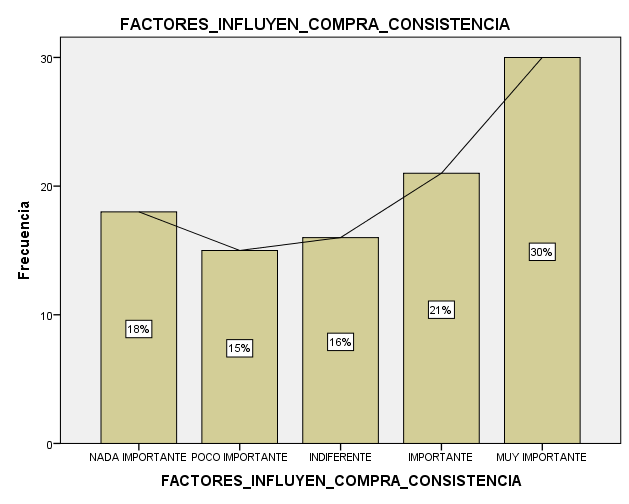 FACTORES_INFLUYEN_COMPRA_CONSISTENCIA
30
20
10
0
Frecuencia
18%
15%
16%
21%
30%
NADA IMPORTANTE
POCO IMPORTANTE
INDIFERENTE
IMPORTANTE
MUY IMPORTANTE
FACTORES_INFLUYEN_COMPRA_CONSISTENCIA